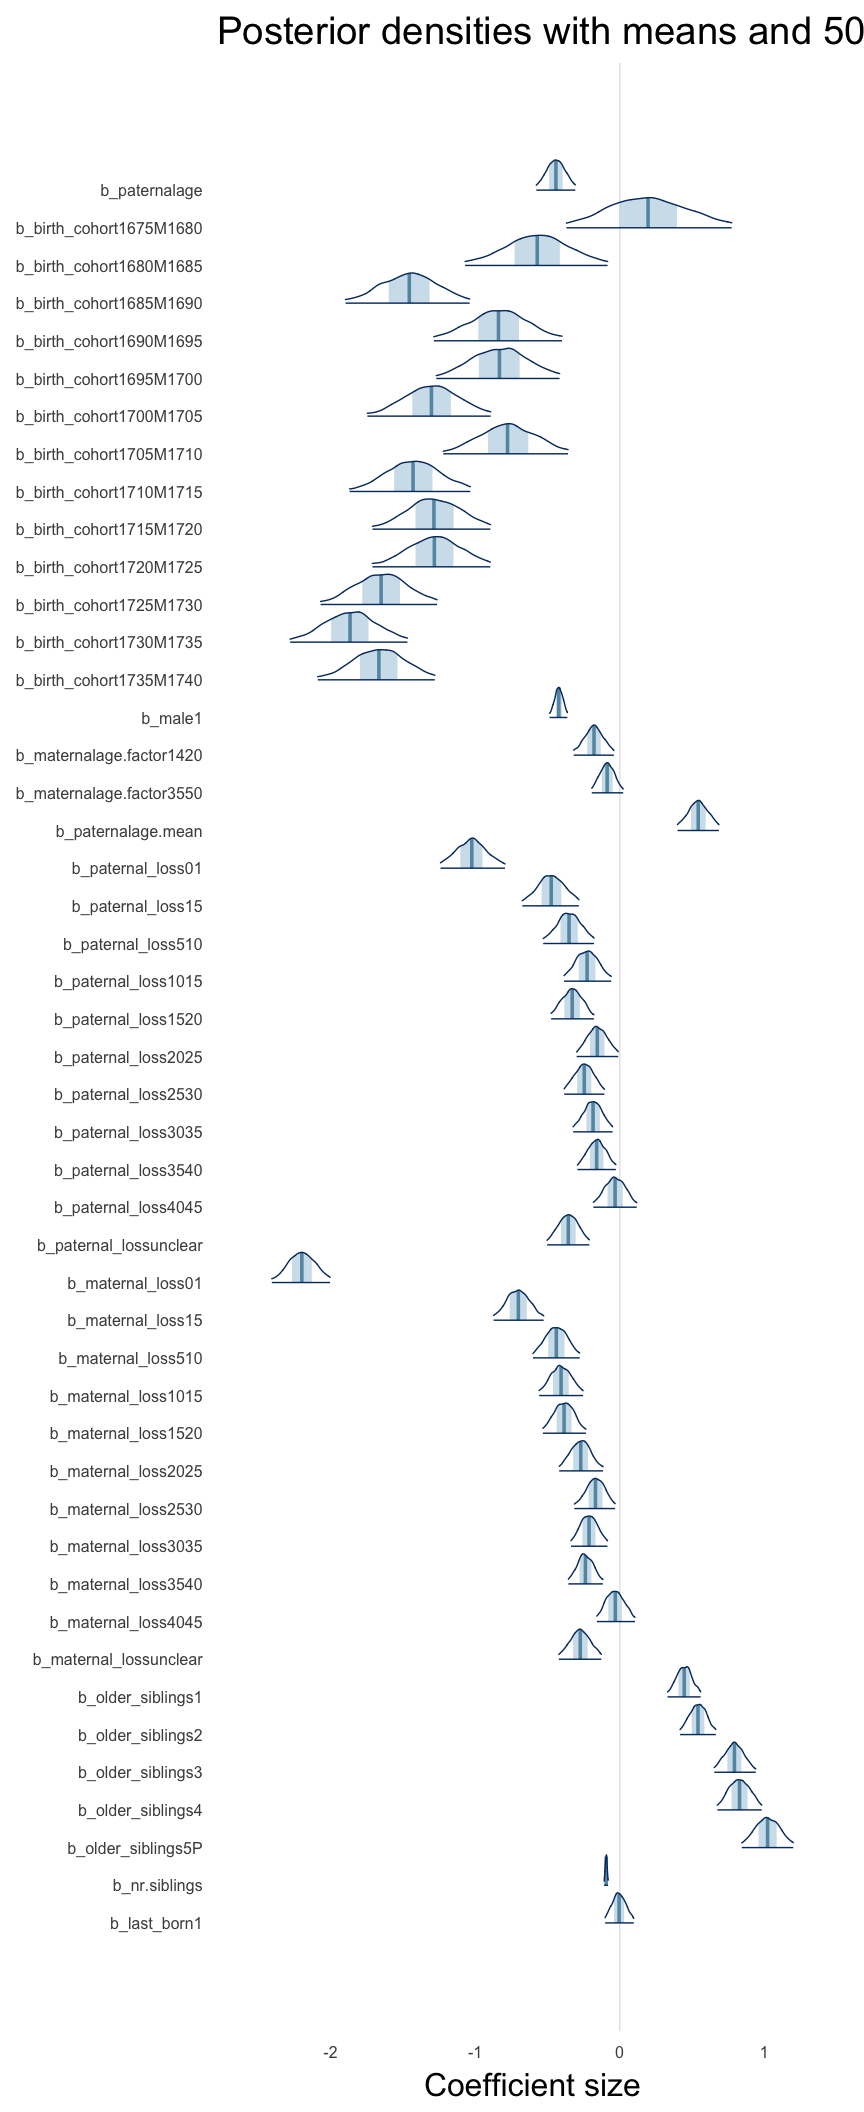 Posterior densities with means and 50
b_paternalage
b_birth_cohort1675M1680
b_birth_cohort1680M1685
b_birth_cohort1685M1690
b_birth_cohort1690M1695
b_birth_cohort1695M1700
b_birth_cohort1700M1705
b_birth_cohort1705M1710
b_birth_cohort1710M1715
b_birth_cohort1715M1720
b_birth_cohort1720M1725
b_birth_cohort1725M1730
b_birth_cohort1730M1735
b_birth_cohort1735M1740
b_male1
b_maternalage.factor1420
b_maternalage.factor3550
b_paternalage.mean
b_paternal_loss01
b_paternal_loss15
b_paternal_loss510
b_paternal_loss1015
b_paternal_loss1520
b_paternal_loss2025
b_paternal_loss2530
b_paternal_loss3035
b_paternal_loss3540
b_paternal_loss4045
b_paternal_lossunclear
b_maternal_loss01
b_maternal_loss15
b_maternal_loss510
b_maternal_loss1015
b_maternal_loss1520
b_maternal_loss2025
b_maternal_loss2530
b_maternal_loss3035
b_maternal_loss3540
b_maternal_loss4045
b_maternal_lossunclear
b_older_siblings1
b_older_siblings2
b_older_siblings3
b_older_siblings4
b_older_siblings5P
b_nr.siblings
b_last_born1
-2 -1 0 1
Coefficient size